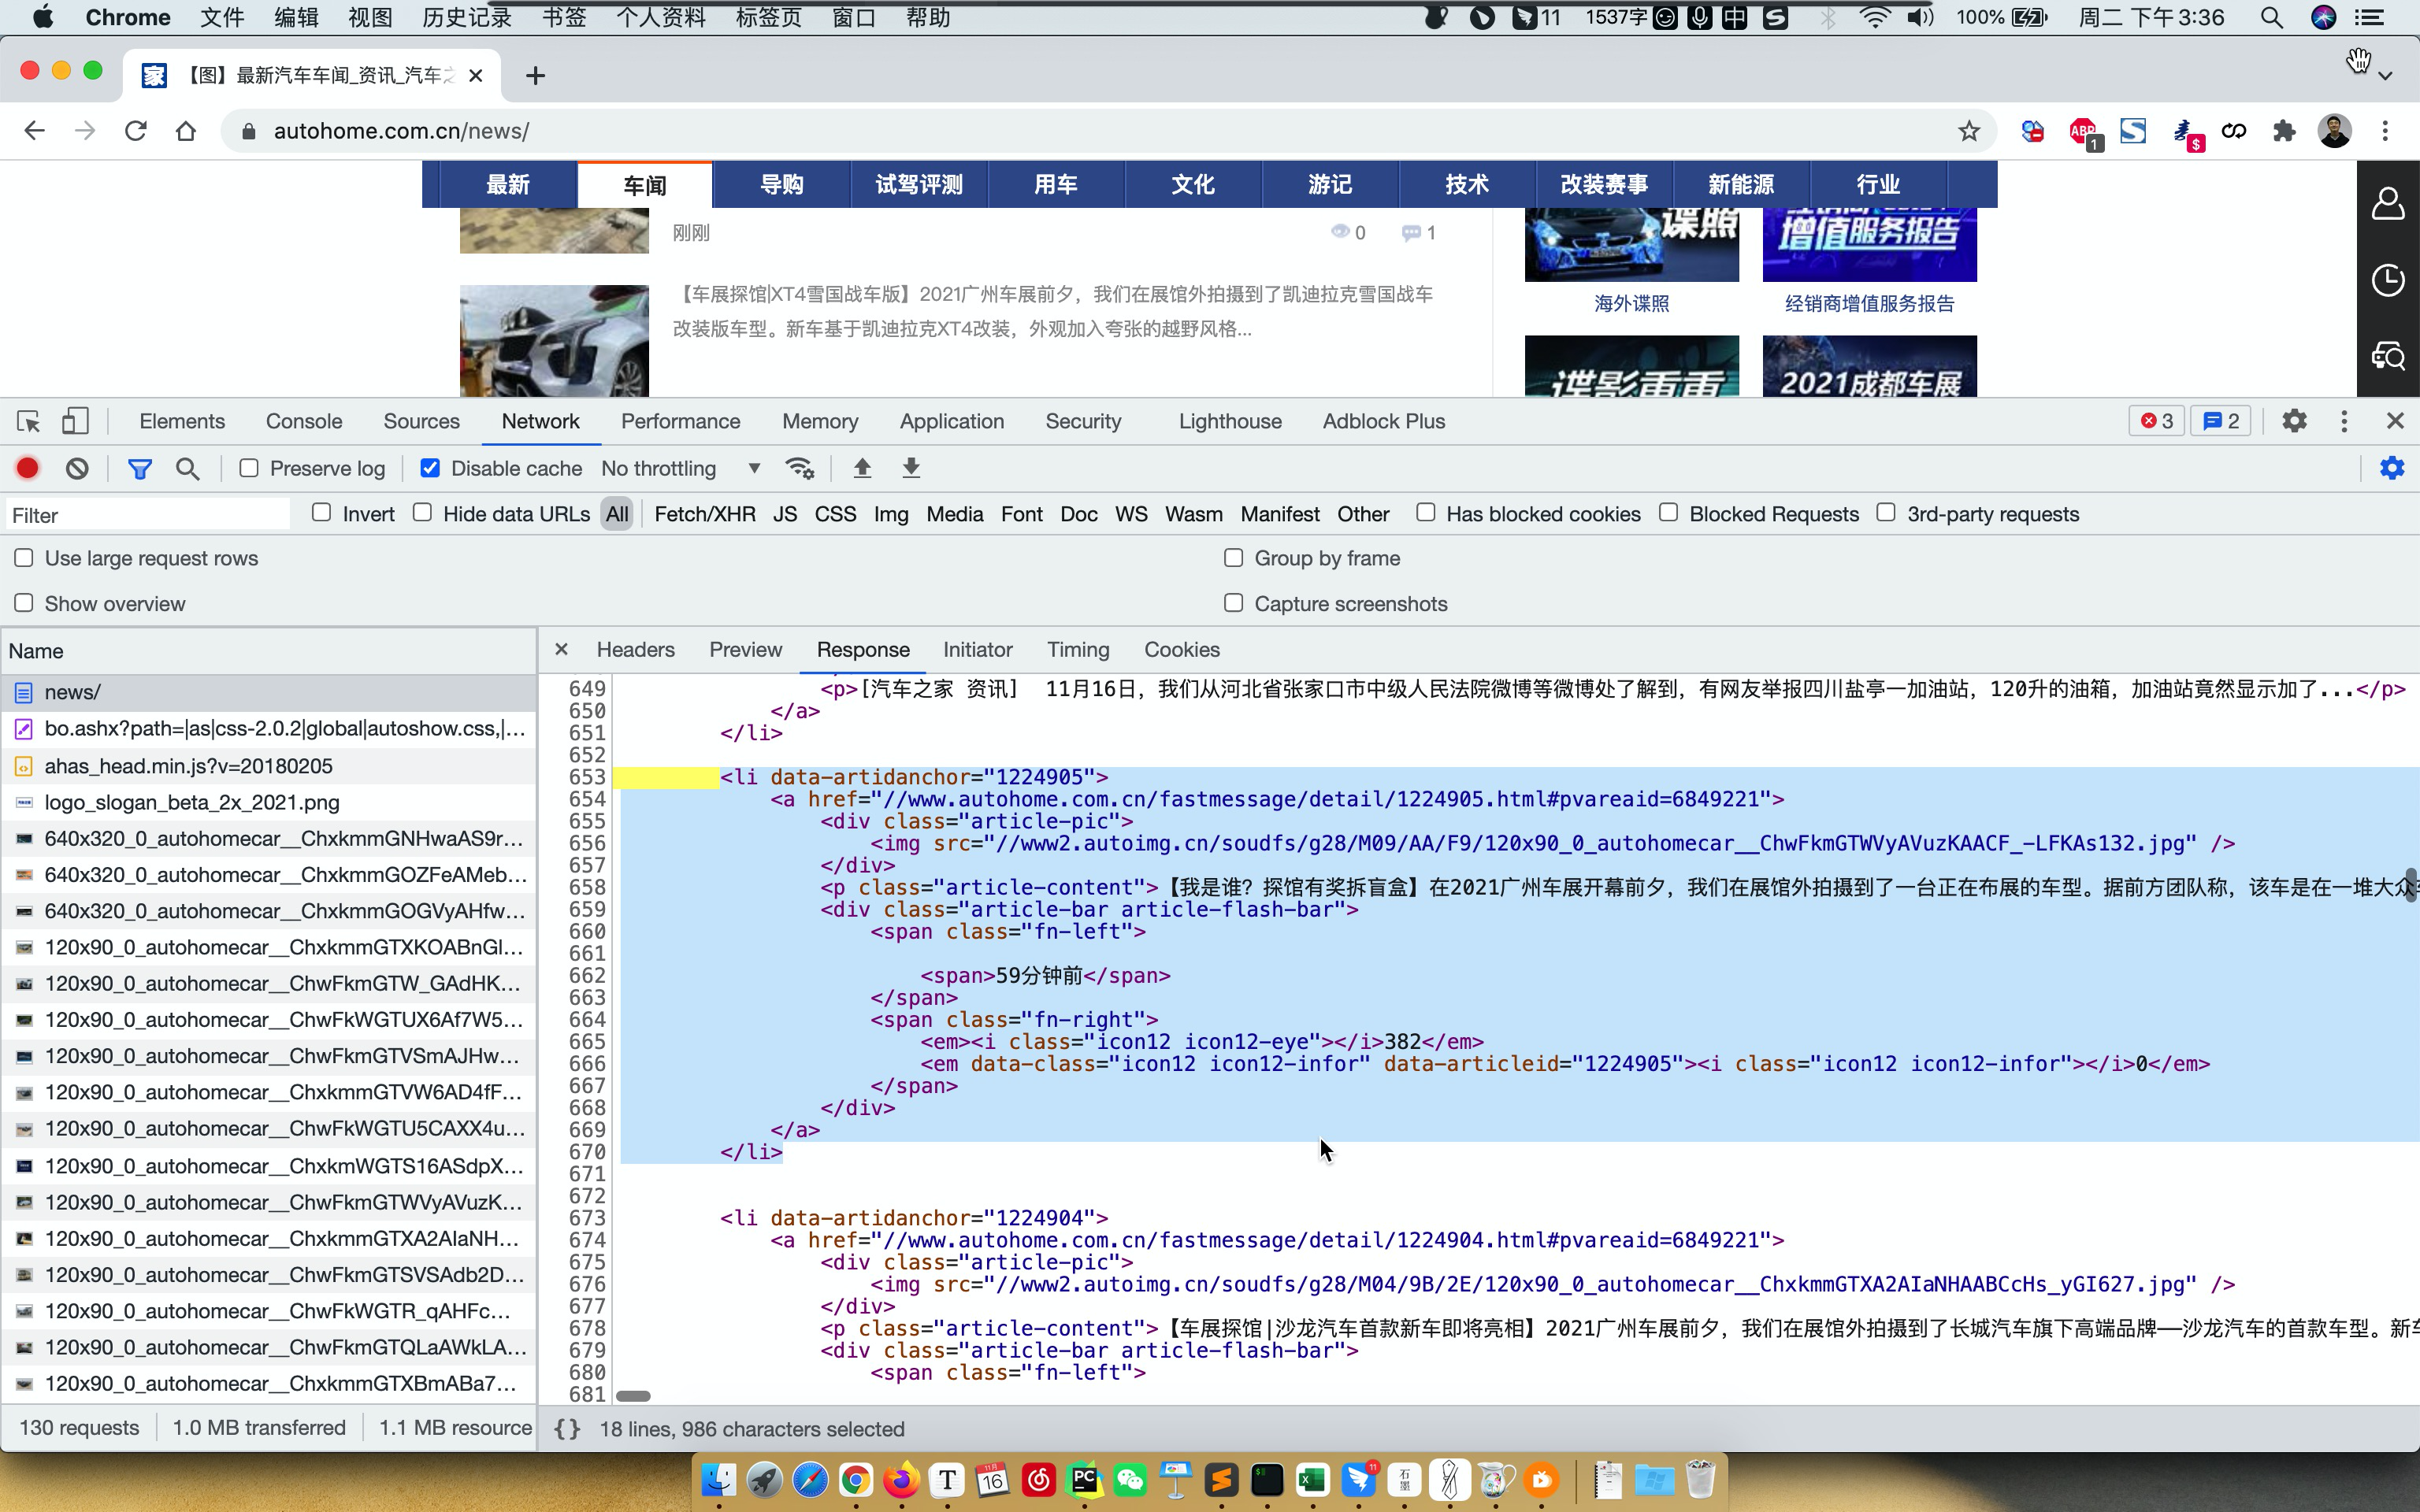 Chrome 文件 编辑 视图 历史记录 书签 个人资料 标签页 窗口 帮助 11 1537字 中 100% 周二 下午3:36
家 【图】最新汽车车闻_资讯_汽车之
autohome.com.cn/news/ ABP 1 $
最新 车闻 导购 试驾评测 用车 文化 游记 技术 改装赛事 新能源 行业
刚刚 0 1
谍照 增值服务报告
【车展探馆|XT4雪国战车版】2021广州车展前夕，我们在展馆外拍摄到了凯迪拉克雪国战车
改装版车型。新车基于凯迪拉克XT4改装，外观加入夸张的越野风格...
海外谍照 经销商增值服务报告
谍影重重 2021成都车展
Elements Console Sources Network Performance Memory Application Security Lighthouse Adblock Plus 3 2
Preserve log Disable cache No throttling
Filter Invert Hide data URLs All Fetch/XHR JS CSS Img Media Font Doc WS Wasm Manifest Other Has blocked cookies Blocked Requests 3rd-party requests
Use large request rows Group by frame
Show overview Capture screenshots
Name
news/
bo.ashx?path=|as|css-2.0.2|global|autoshow.css,|...
ahas_head.min.js?v=20180205
logo_slogan_beta_2x_2021.png
640x320_0_autohomecar__ChxkmmGNHwaAS9r...
640x320_0_autohomecar__ChxkmmGOZFeAMeb...
640x320_0_autohomecar__ChxkmmGOGVyAHfw...
120x90_0_autohomecar__ChxkmmGTXKOABnGl...
120x90_0_autohomecar__ChwFkmGTW_GAdHK...
120x90_0_autohomecar__ChwFkWGTUX6Af7W5...
120x90_0_autohomecar__ChwFkmGTVSmAJHw...
120x90_0_autohomecar__ChxkmmGTVW6AD4fF...
120x90_0_autohomecar__ChwFkWGTU5CAXX4u...
120x90_0_autohomecar__ChxkmWGTS16ASdpX...
120x90_0_autohomecar__ChwFkmGTWVyAVuzK...
120x90_0_autohomecar__ChxkmmGTXA2AIaNH...
120x90_0_autohomecar__ChwFkmGTSVSAdb2D...
120x90_0_autohomecar__ChwFkWGTR_qAHFc...
120x90_0_autohomecar__ChwFkmGTQLaAWkLA...
120x90_0_autohomecar__ChxkmmGTXBmABa7...
130 requests 1.0 MB transferred 1.1 MB resource
Headers Preview Response Initiator Timing Cookies
649 <p>[汽车之家 资讯] 11月16日，我们从河北省张家口市中级人民法院微博等微博处了解到，有网友举报四川盐亭一加油站，120升的油箱，加油站竟然显示加了...</p>
650 </a>
651 </li>
652
653 <li data-artidanchor="1224905">
654 <a href="//www.autohome.com.cn/fastmessage/detail/1224905.html#pvareaid=6849221">
655 <div class="article-pic">
656 <img src="//www2.autoimg.cn/soudfs/g28/M09/AA/F9/120x90_0_autohomecar__ChwFkmGTWVyAVuzKAACF_-LFKAs132.jpg" />
657 </div>
658 <p class="article-content">【我是谁？探馆有奖拆盲盒】在2021广州车展开幕前夕，我们在展馆外拍摄到了一台正在布展的车型。据前方团队称，该车是在一堆大众
659 <div class="article-bar article-flash-bar">
660 <span class="fn-left">
661
662 <span>59分钟前</span>
663 </span>
664 <span class="fn-right">
665 <em><i class="icon12 icon12-eye"></i>382</em>
666 <em data-class="icon12 icon12-infor" data-articleid="1224905"><i class="icon12 icon12-infor"></i>0</em>
667 </span>
668 </div>
669 </a>
670 </li>
671
672
673 <li data-artidanchor="1224904">
674 <a href="//www.autohome.com.cn/fastmessage/detail/1224904.html#pvareaid=6849221">
675 <div class="article-pic">
676 <img src="//www2.autoimg.cn/soudfs/g28/M04/9B/2E/120x90_0_autohomecar__ChxkmmGTXA2AIaNHAABCcHs_yGI627.jpg" />
677 </div>
678 <p class="article-content">【车展探馆|沙龙汽车首款新车即将亮相】2021广州车展前夕，我们在展馆外拍摄到了长城汽车旗下高端品牌—沙龙汽车的首款车型。新车
679 <div class="article-bar article-flash-bar">
680 <span class="fn-left">
681
{} 18 lines, 986 characters selected
T 11月 16 PC $ 11 石墨